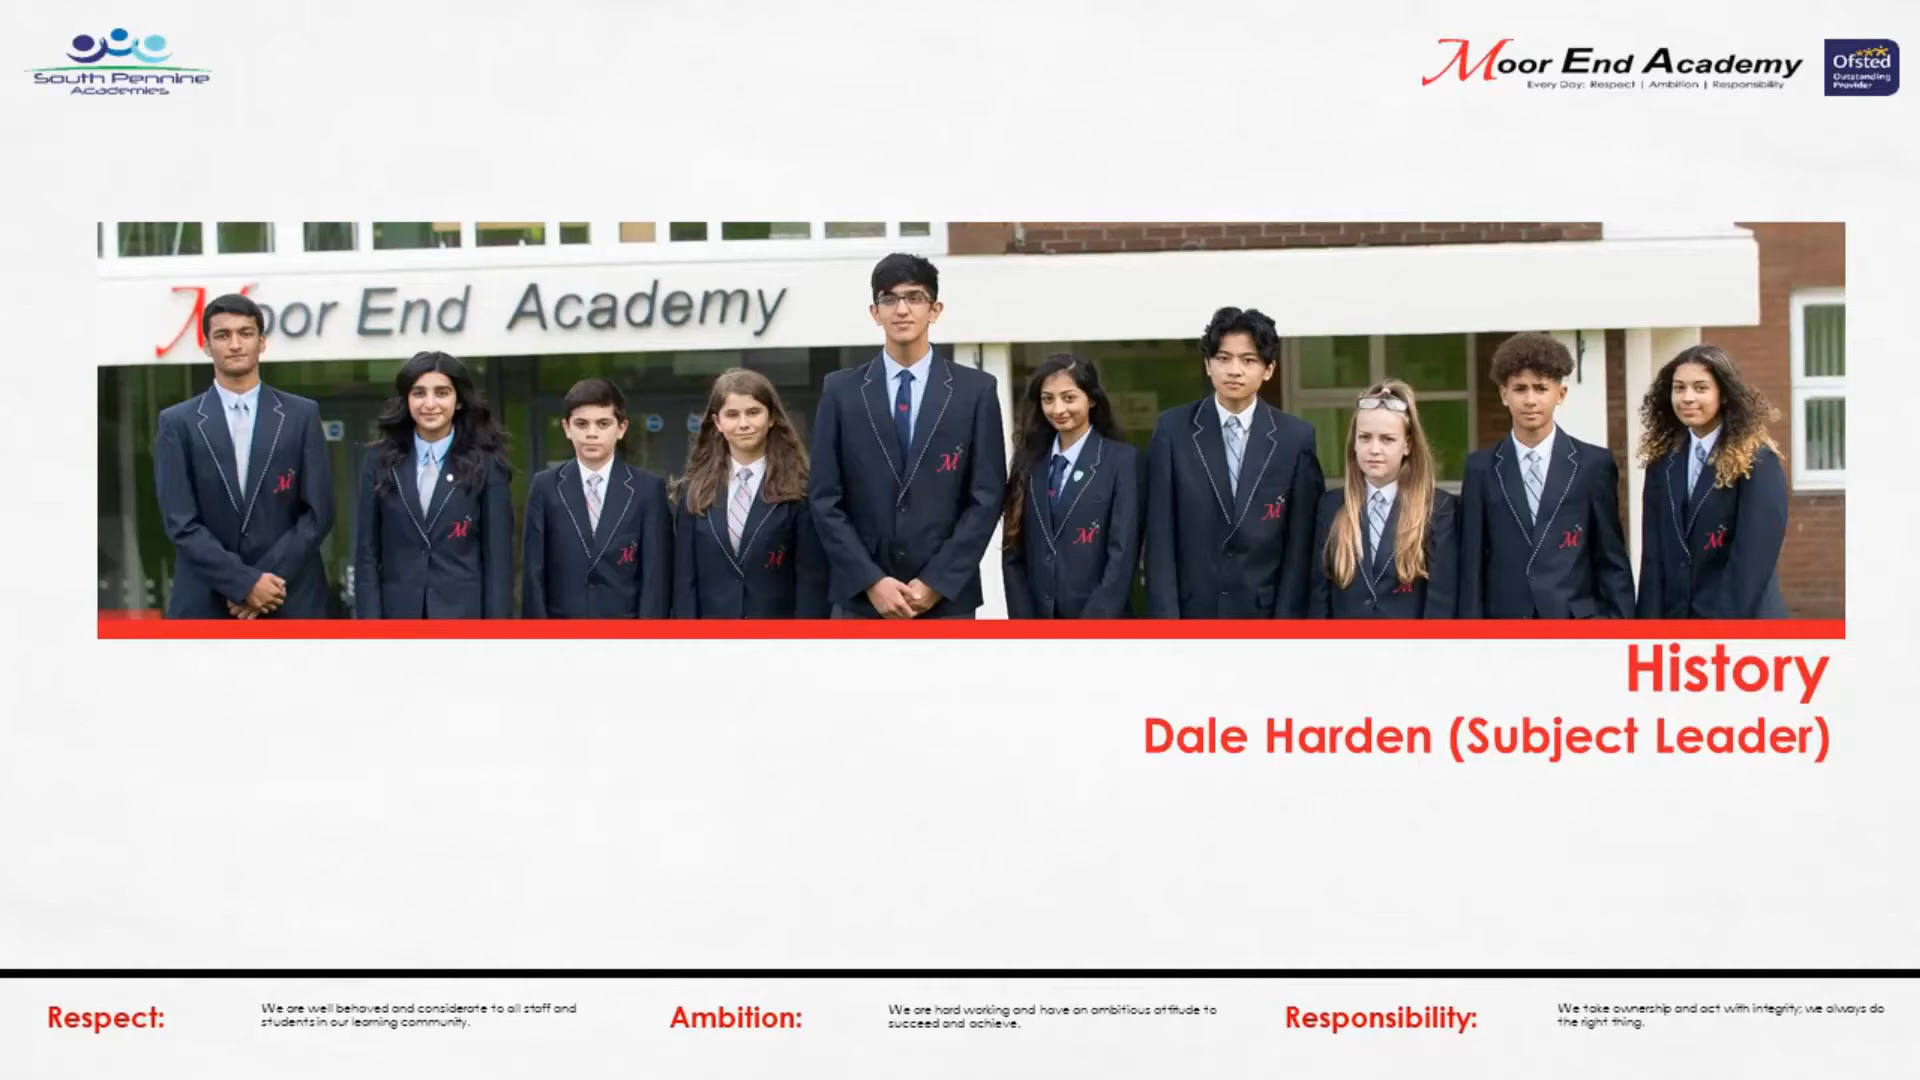 South Pennine
Academies
Moor End Academy
Every Day: Respect | Ambition | Responsibility
Ofsted
Outstanding
Provider
Moor End Academy
History
Dale Harden (Subject Leader)
Respect:
We are well behaved and considerate to all staff and
students in our learning community.
Ambition:
We are hard working and have an ambitious attitude to
succeed and achieve.
Responsibility:
We take ownership and act with integrity; we always do
the right thing.